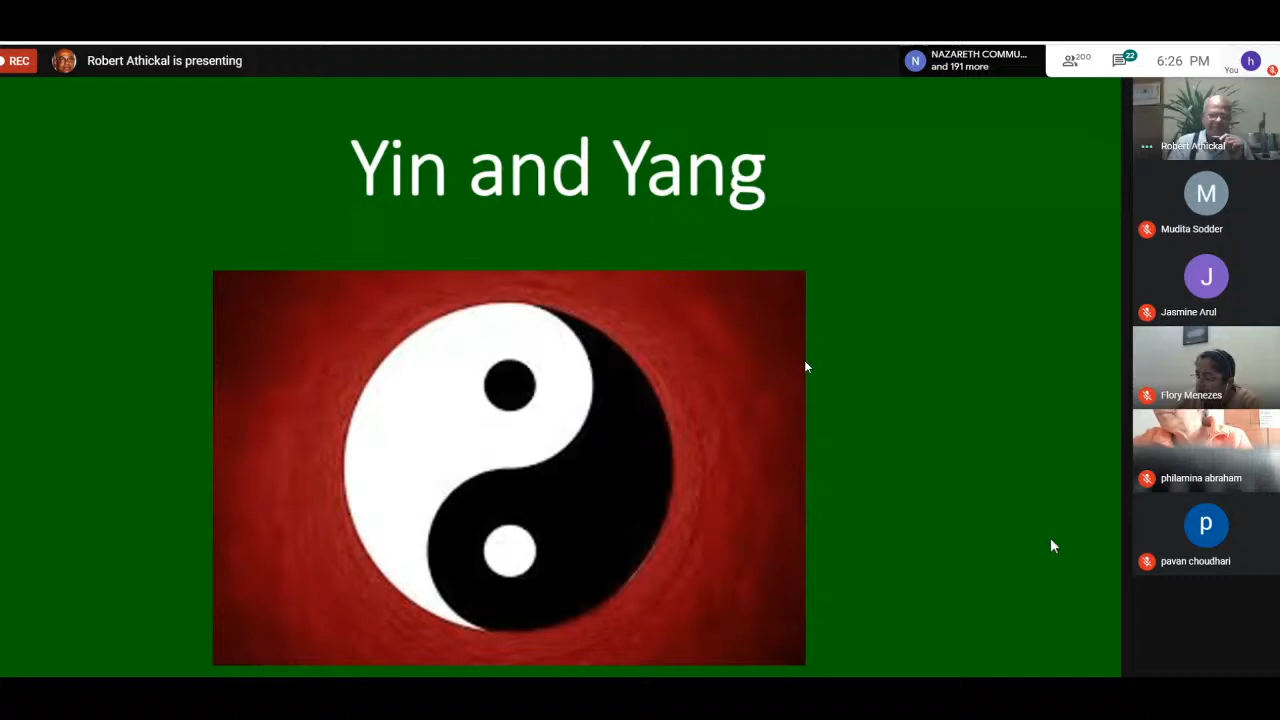 REC
Robert Athickal is presenting
N
NAZARETH COMMU...
and 191 more
200
22
6:26 PM
You
h
Yin and Yang
Robert Athickal
M
Mudita Sodder
J
Jasmine Arul
Flory Menezes
philamina abraham
p
pavan choudhari